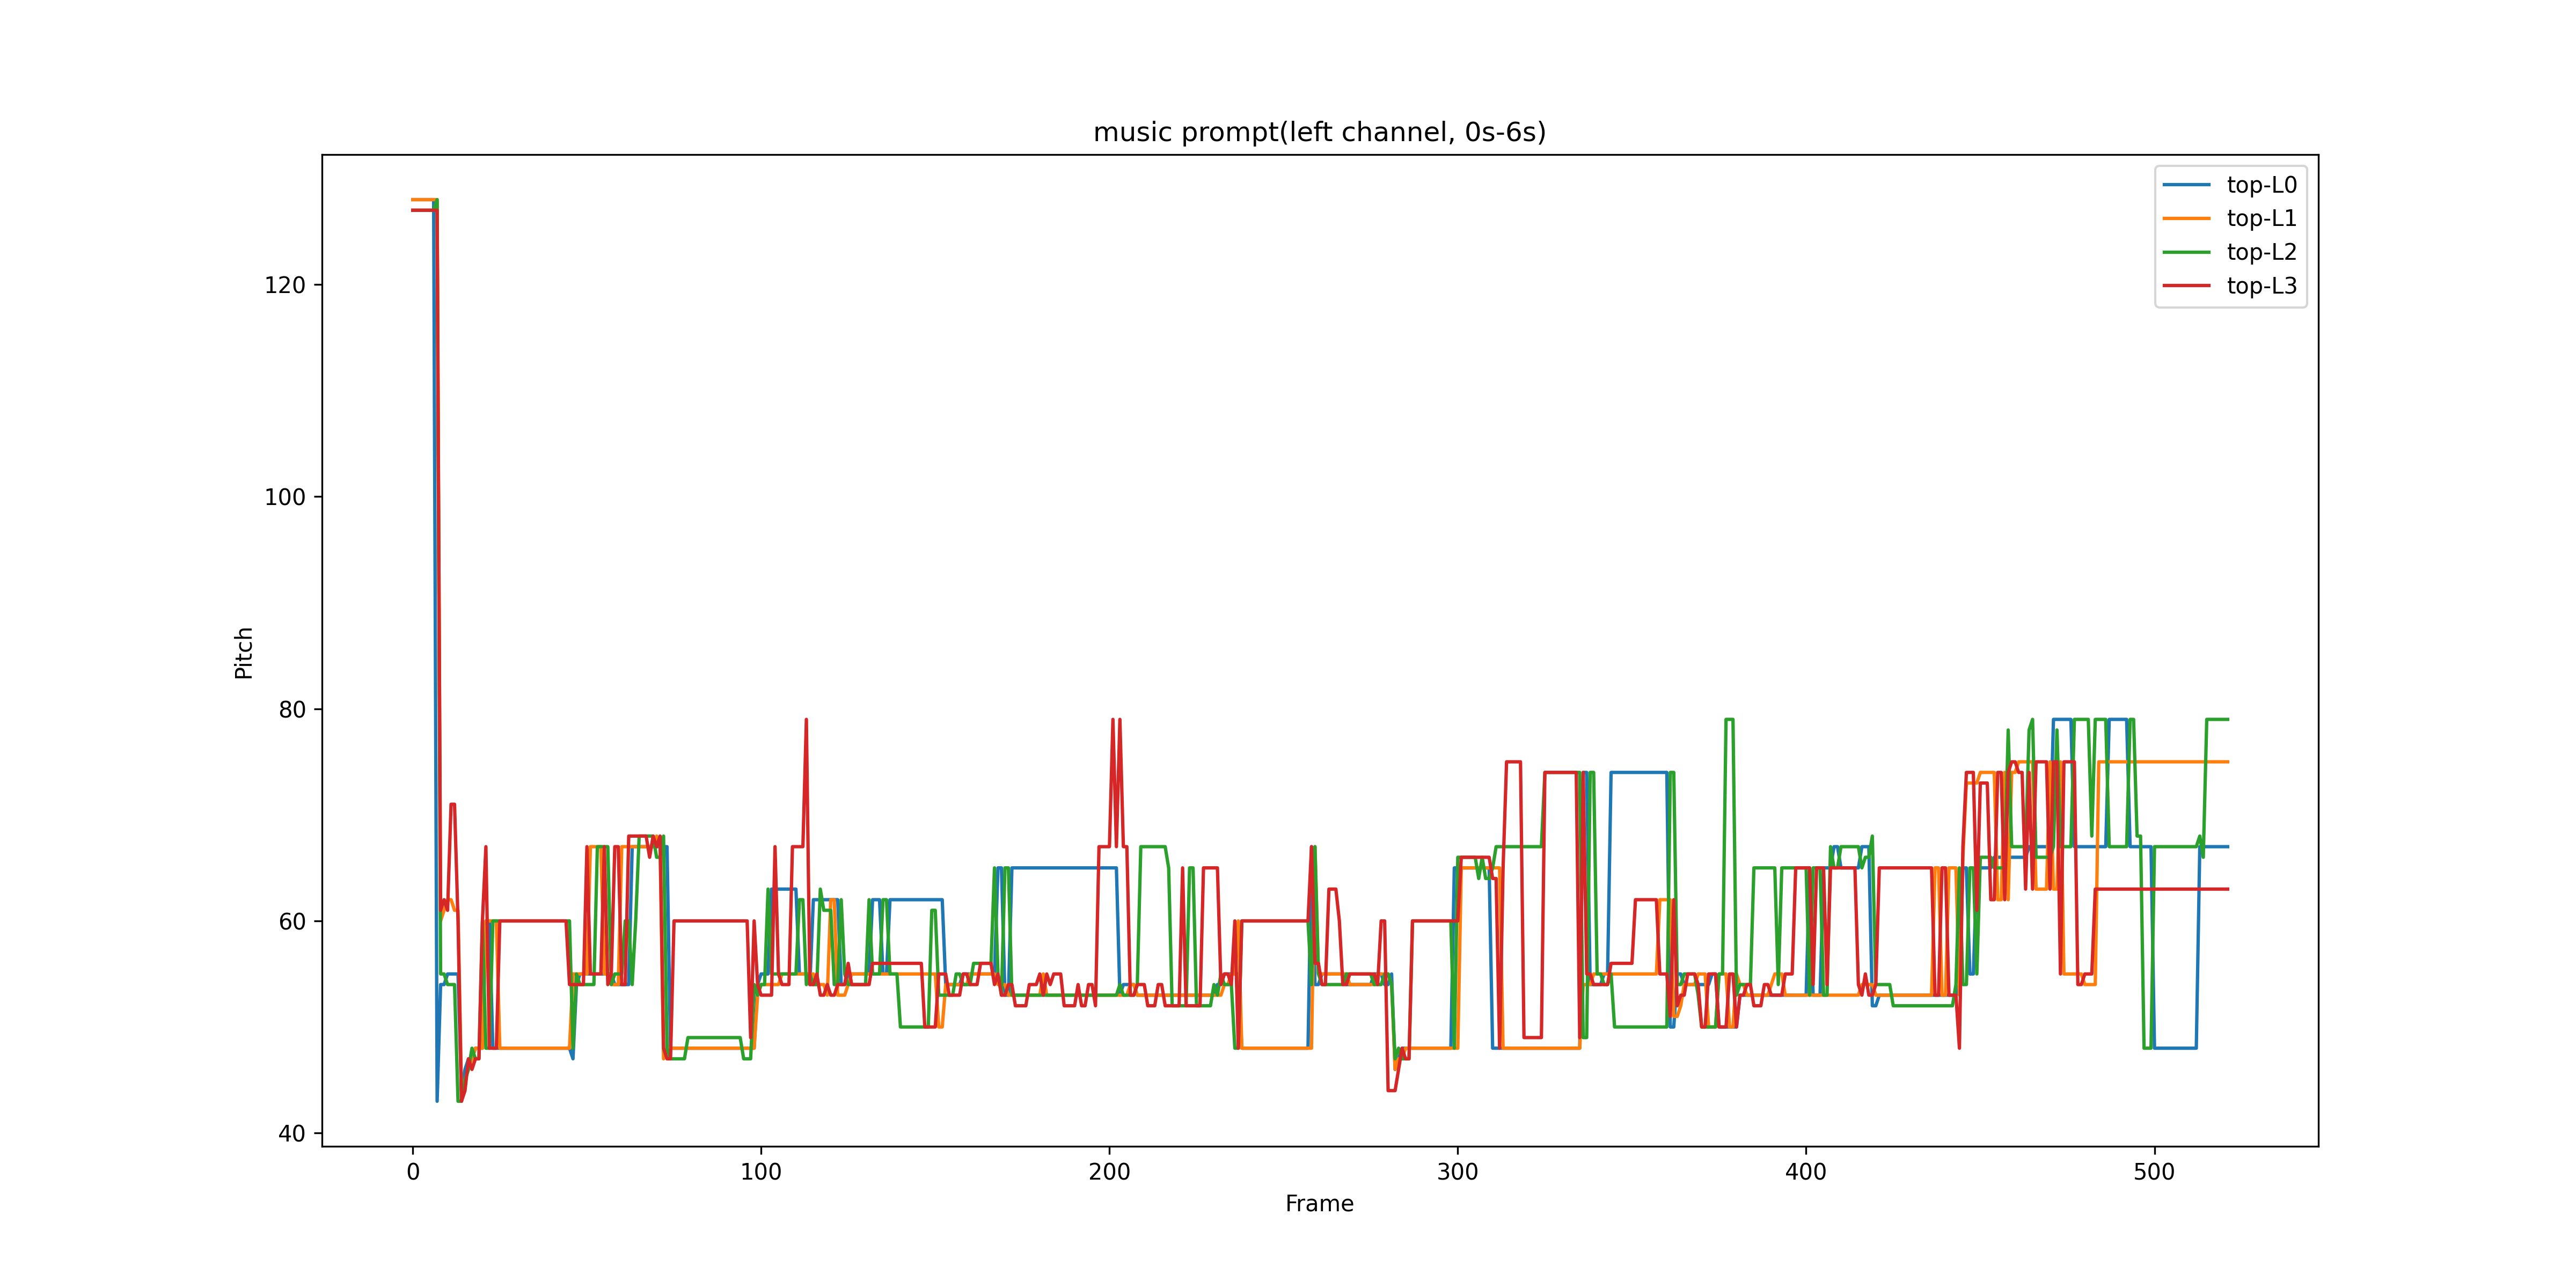 music prompt(left channel, 0s-6s)
top-L0
top-L1
top-L2
top-L3
120
100
80
60
40
Pitch
0 100 200 300 400 500
Frame